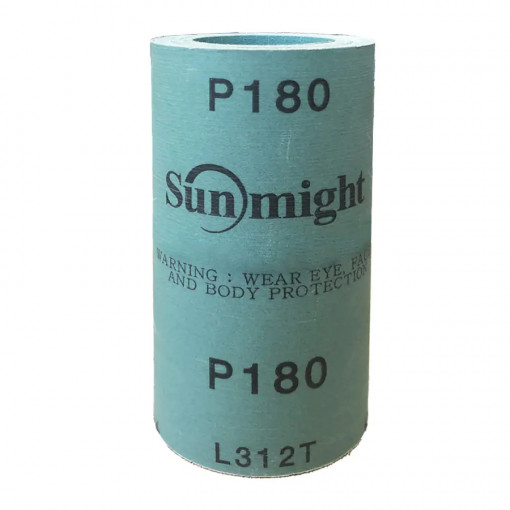 P180
Sunmight
WARNING : WEAR EYE,
AND BODY PROTECTION
P180
L312T